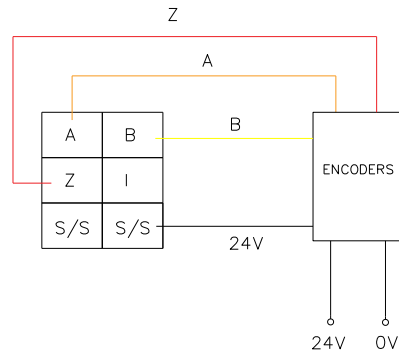 Z
A
A B
B
Z I
ENCODERS
S/S S/S
24V
24V 0V